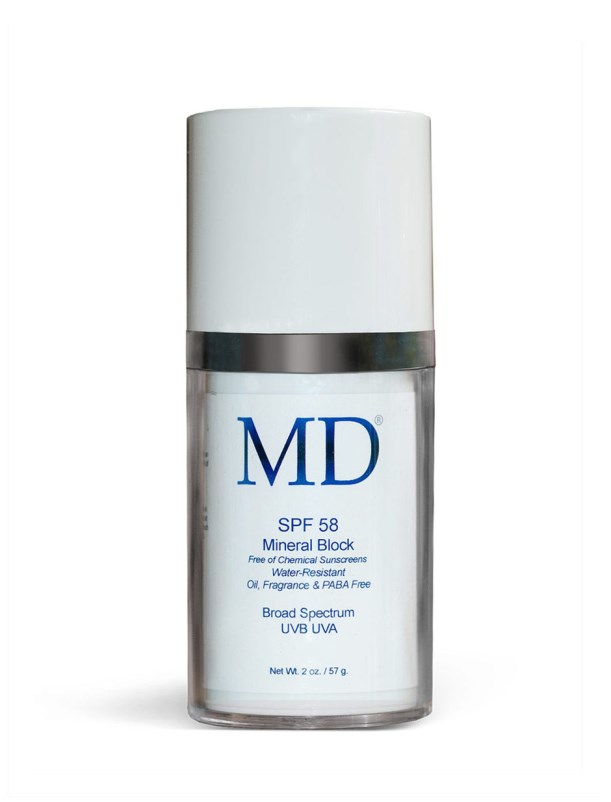 MD®
SPF 58
Mineral Block
Free of Chemical Sunscreens
Water-Resistant
Oil, Fragrance & PABA Free
Broad Spectrum
UVB UVA
Net Wt. 2 oz. / 57 g.